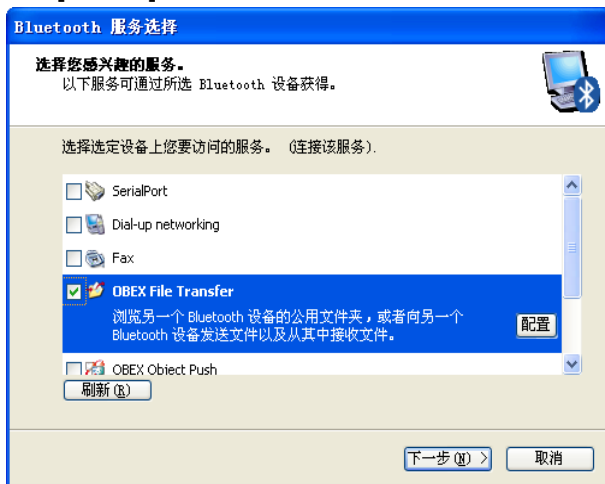 Bluetooth 服务选择
选择您感兴趣的服务。
以下服务可通过所选 Bluetooth 设备获得。
选择选定设备上您要访问的服务。 (连接该服务).
SerialPort
Dial-up networking
Fax
OBEX File Transfer
浏览另一个 Bluetooth 设备的公用文件夹，或者向另一个
Bluetooth 设备发送文件以及从其中接收文件。
配置
OBEX Object Push
刷新(R)
下一步(N) >
取消